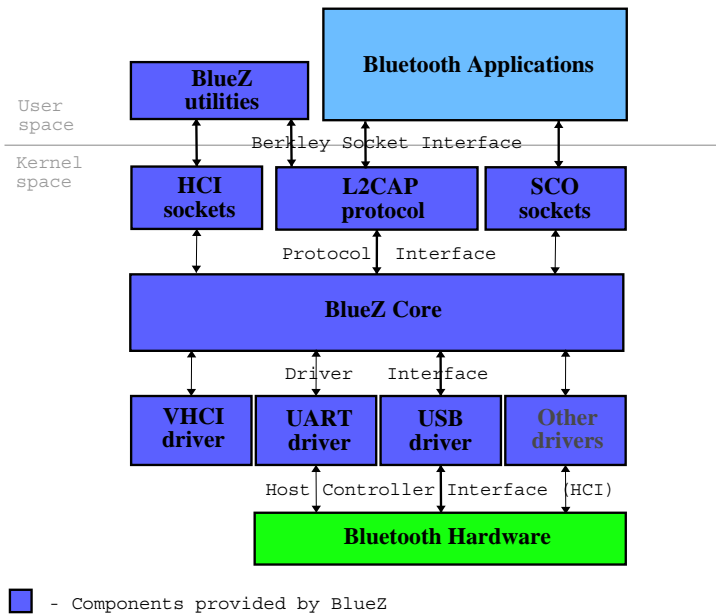 BlueZ
utilities
Bluetooth Applications
User
space
Berkley Socket Interface
Kernel
space
HCI
sockets
L2CAP
protocol
SCO
sockets
Protocol Interface
BlueZ Core
Driver Interface
VHCI
driver
UART
driver
USB
driver
Other
drivers
Host Controller Interface (HCI)
Bluetooth Hardware
- Components provided by BlueZ